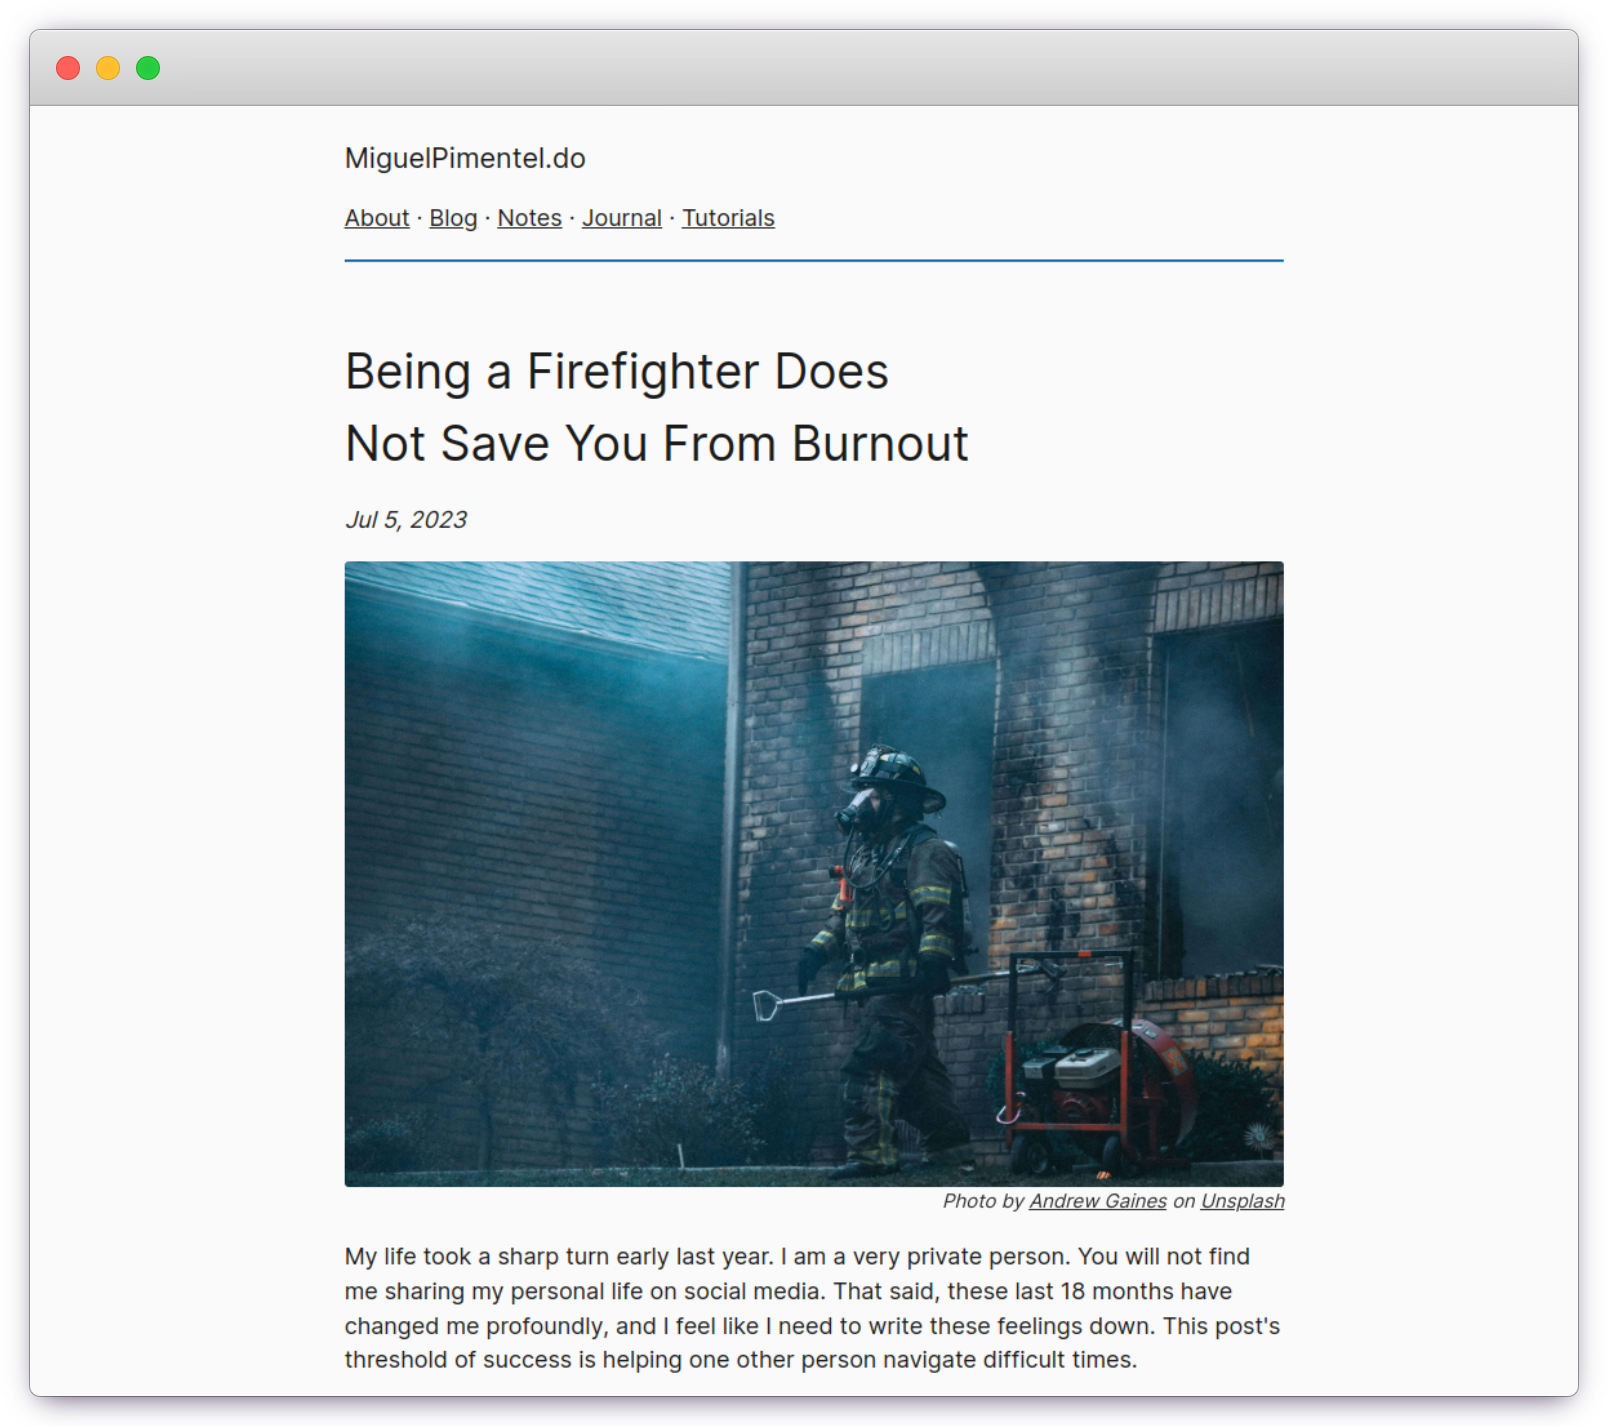 MiguelPimentel.do
About · Blog · Notes · Journal · Tutorials
Being a Firefighter Does
Not Save You From Burnout
Jul 5, 2023
Photo by Andrew Gaines on Unsplash
My life took a sharp turn early last year. I am a very private person. You will not find
me sharing my personal life on social media. That said, these last 18 months have
changed me profoundly, and I feel like I need to write these feelings down. This post's
threshold of success is helping one other person navigate difficult times.